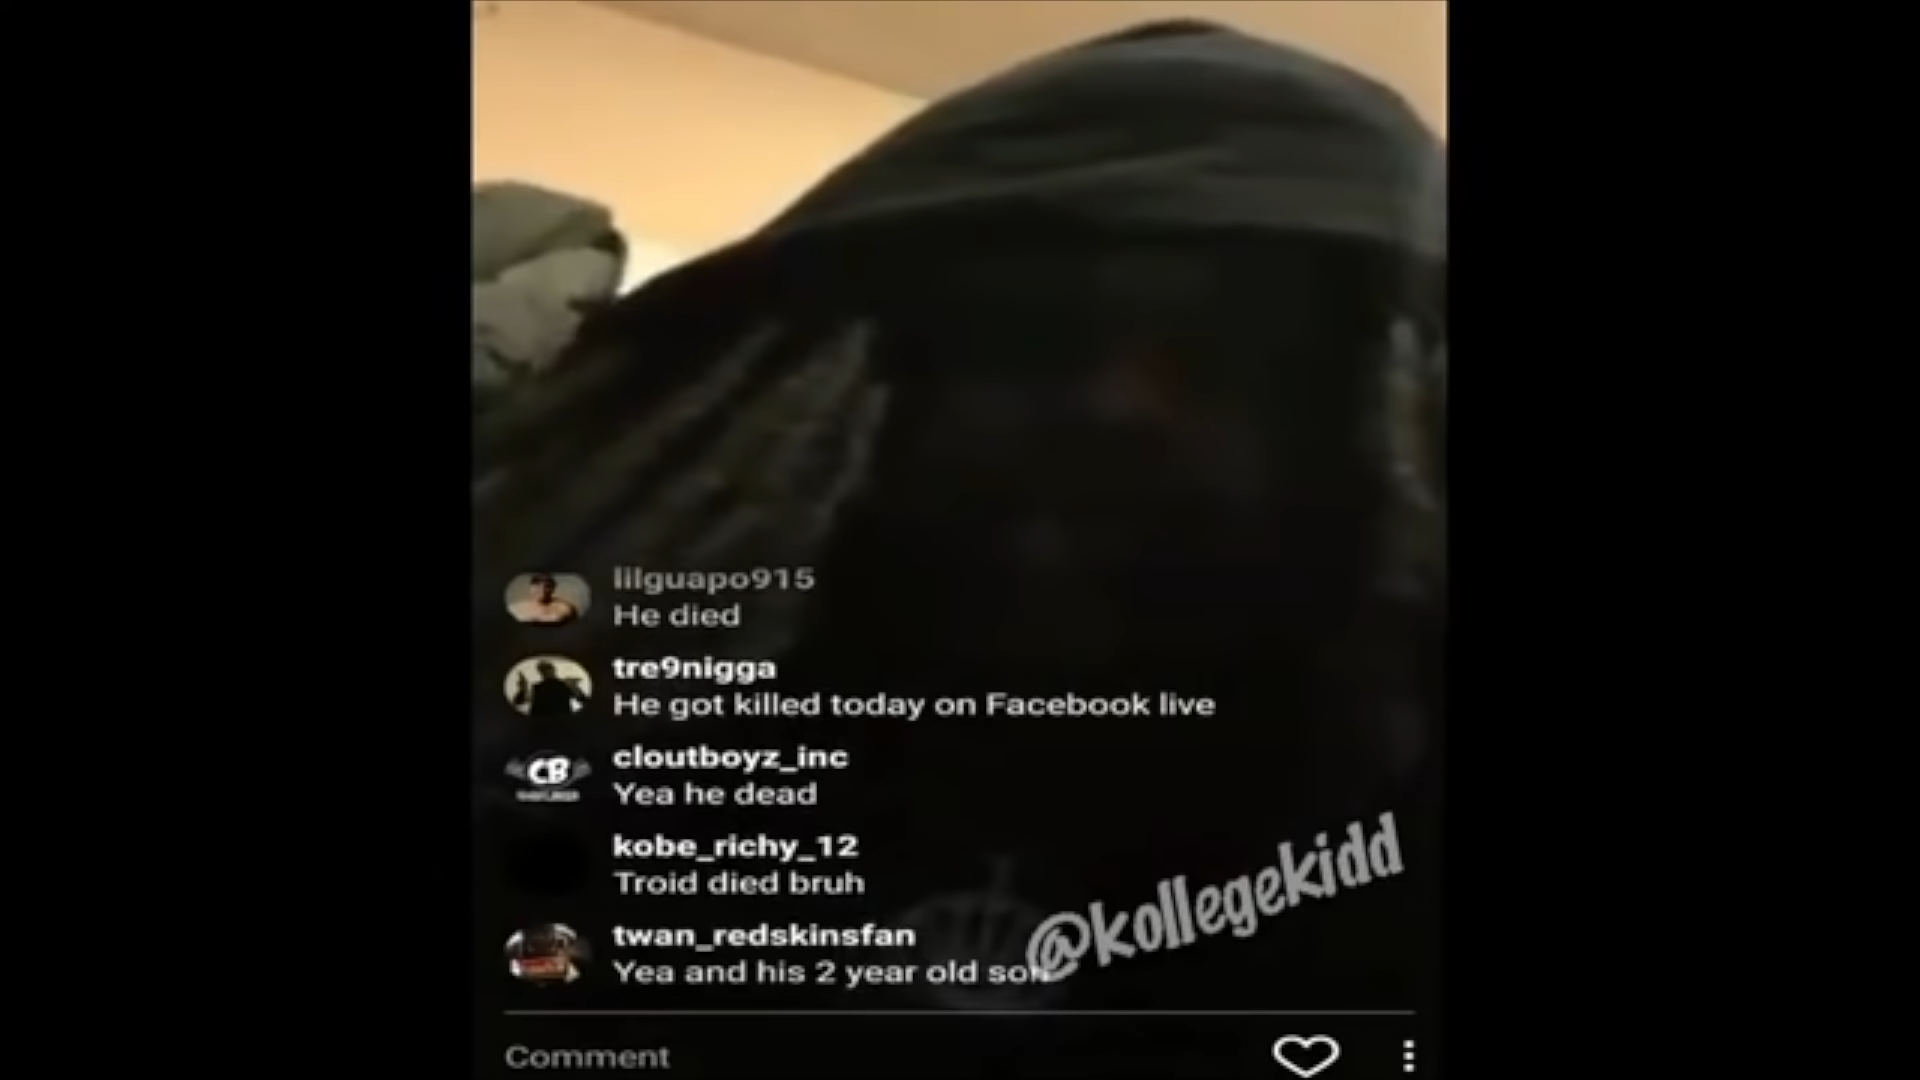 lilguapo915
He died
tre9nigga
He got killed today on Facebook live
CB
cloutboyz_inc
Yea he dead
kobe_richy_12
Troid died bruh
twan_redskinsfan
Yea and his 2 year old son
@kollegekidd
Comment